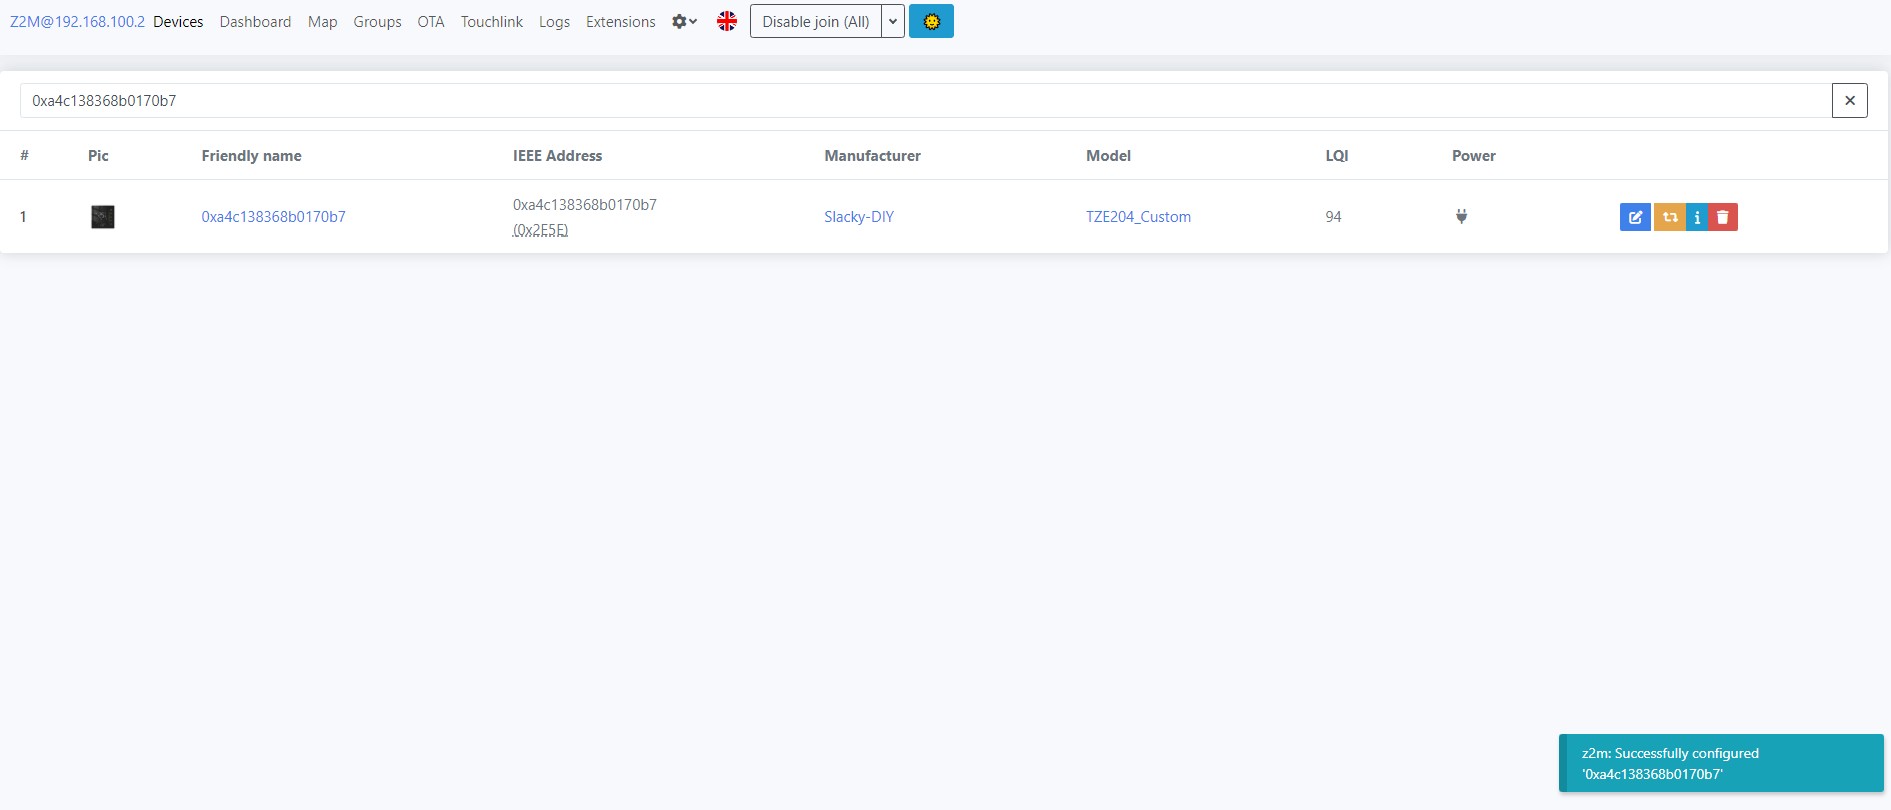 Z2M@192.168.100.2 Devices Dashboard Map Groups OTA Touchlink Logs Extensions Disable join (All)
0xa4c138368b0170b7
# Pic Friendly name IEEE Address Manufacturer Model LQI Power
1 0xa4c138368b0170b7 0xa4c138368b0170b7 Slacky-DIY TZE204_Custom 94
(0x2E5E)
z2m: Successfully configured
'0xa4c138368b0170b7'